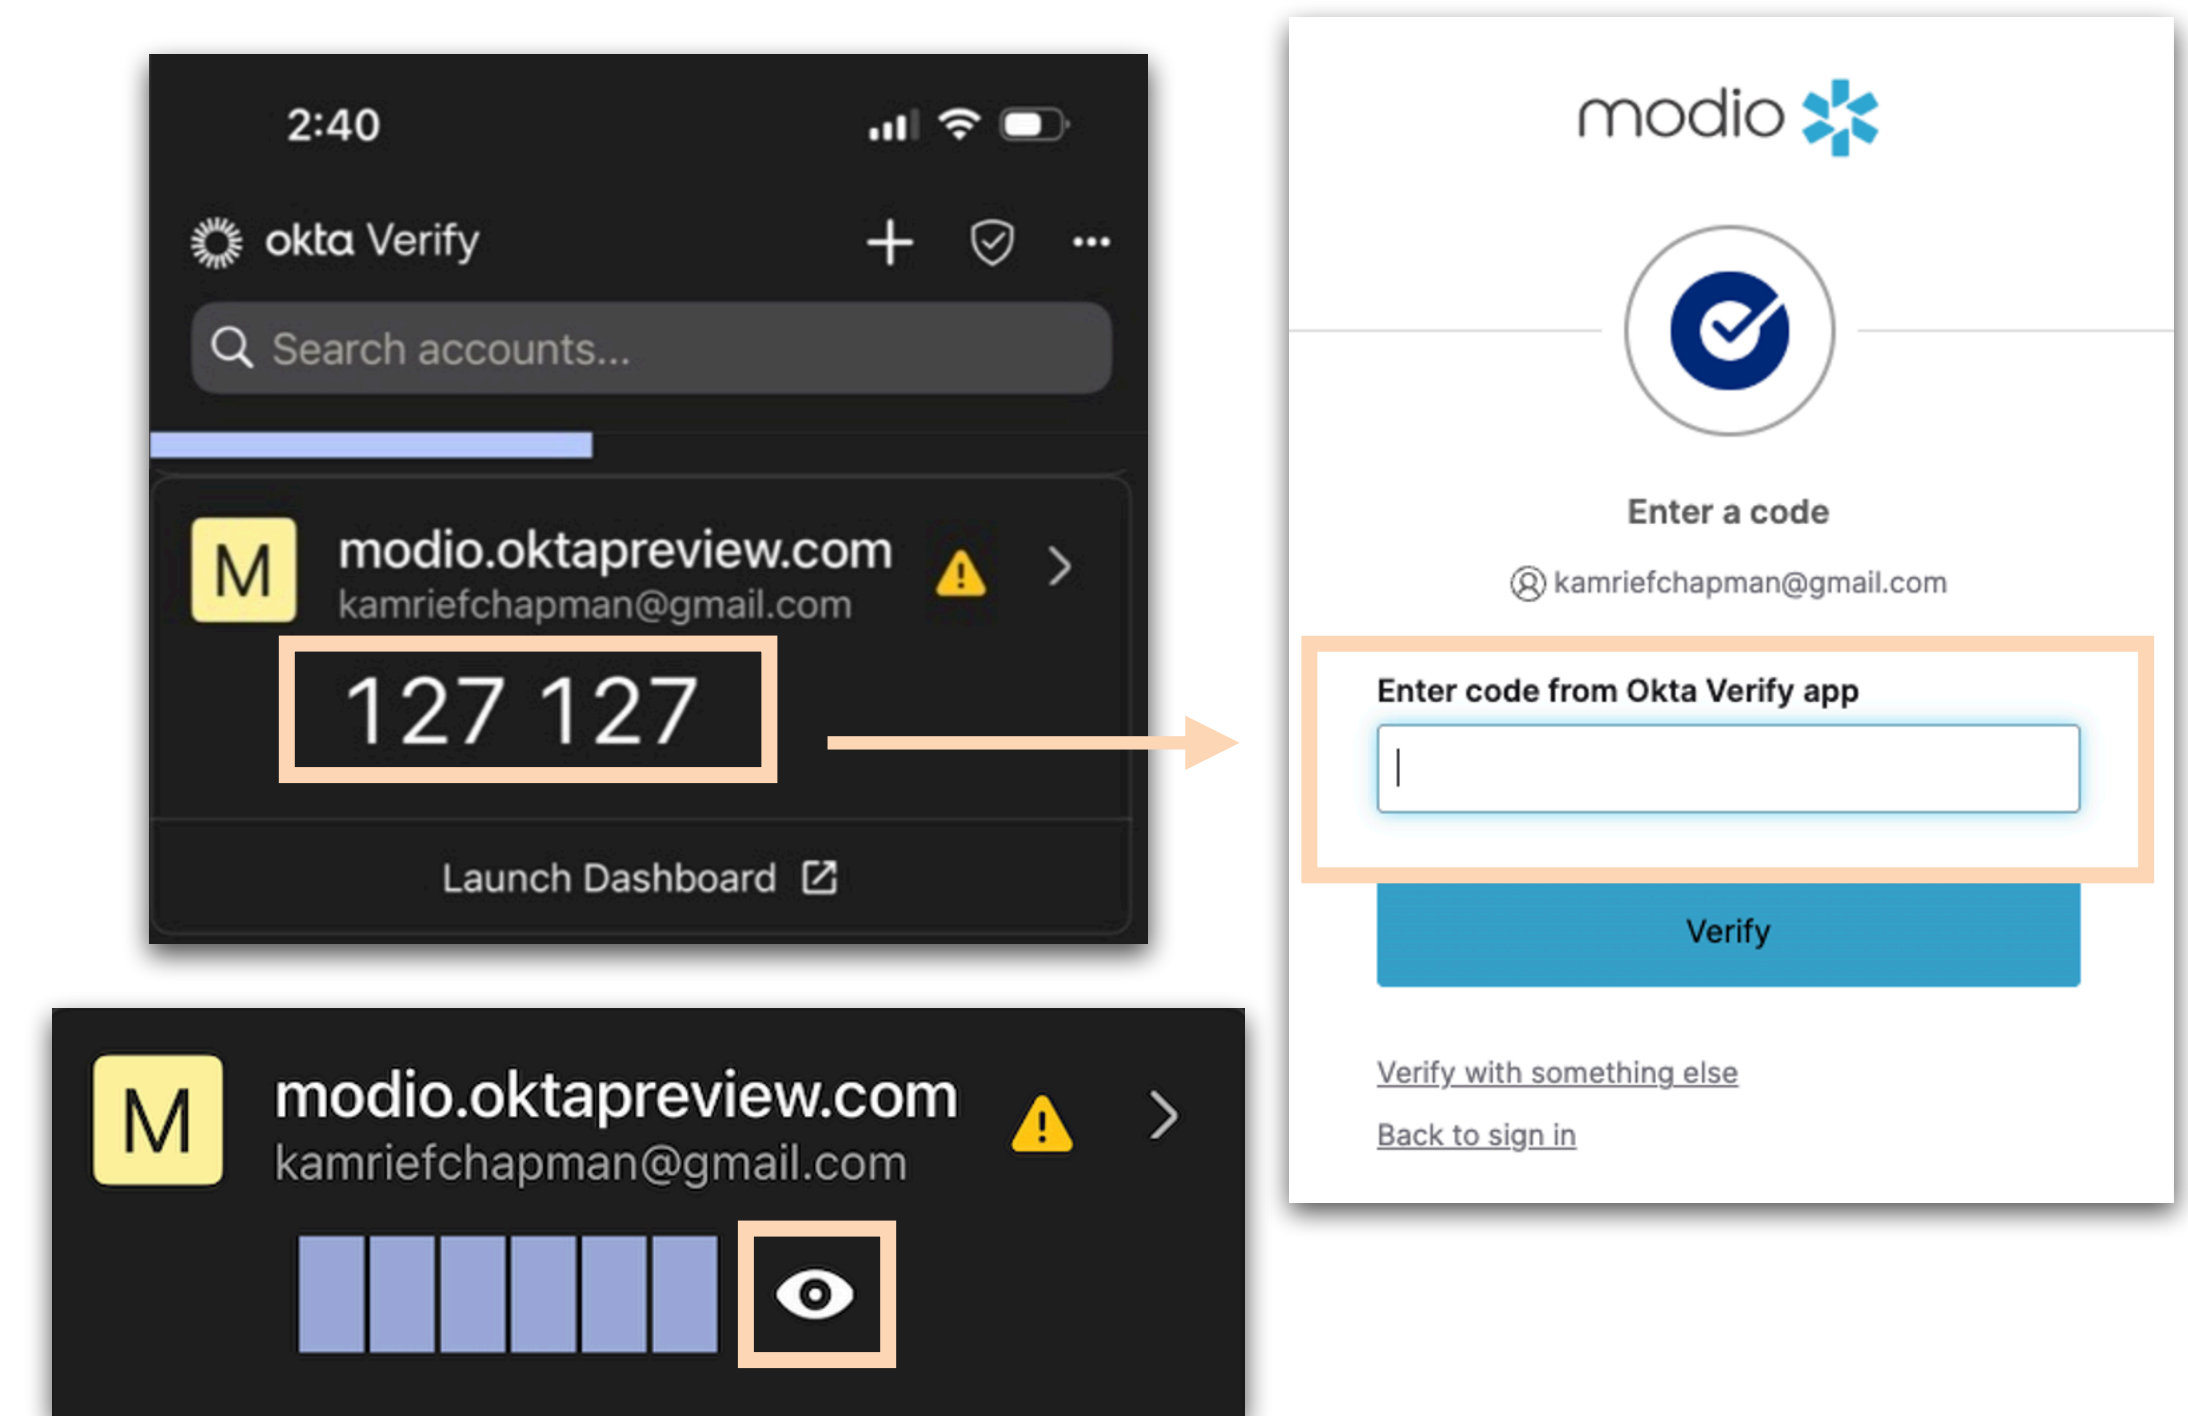 2:40
okta Verify
Search accounts...
M
modio.oktapreview.com
kamriefchapman@gmail.com
127 127
Launch Dashboard
M
modio.oktapreview.com
kamriefchapman@gmail.com
modio
Enter a code
kamriefchapman@gmail.com
Enter code from Okta Verify app
Verify
Verify with something else
Back to sign in